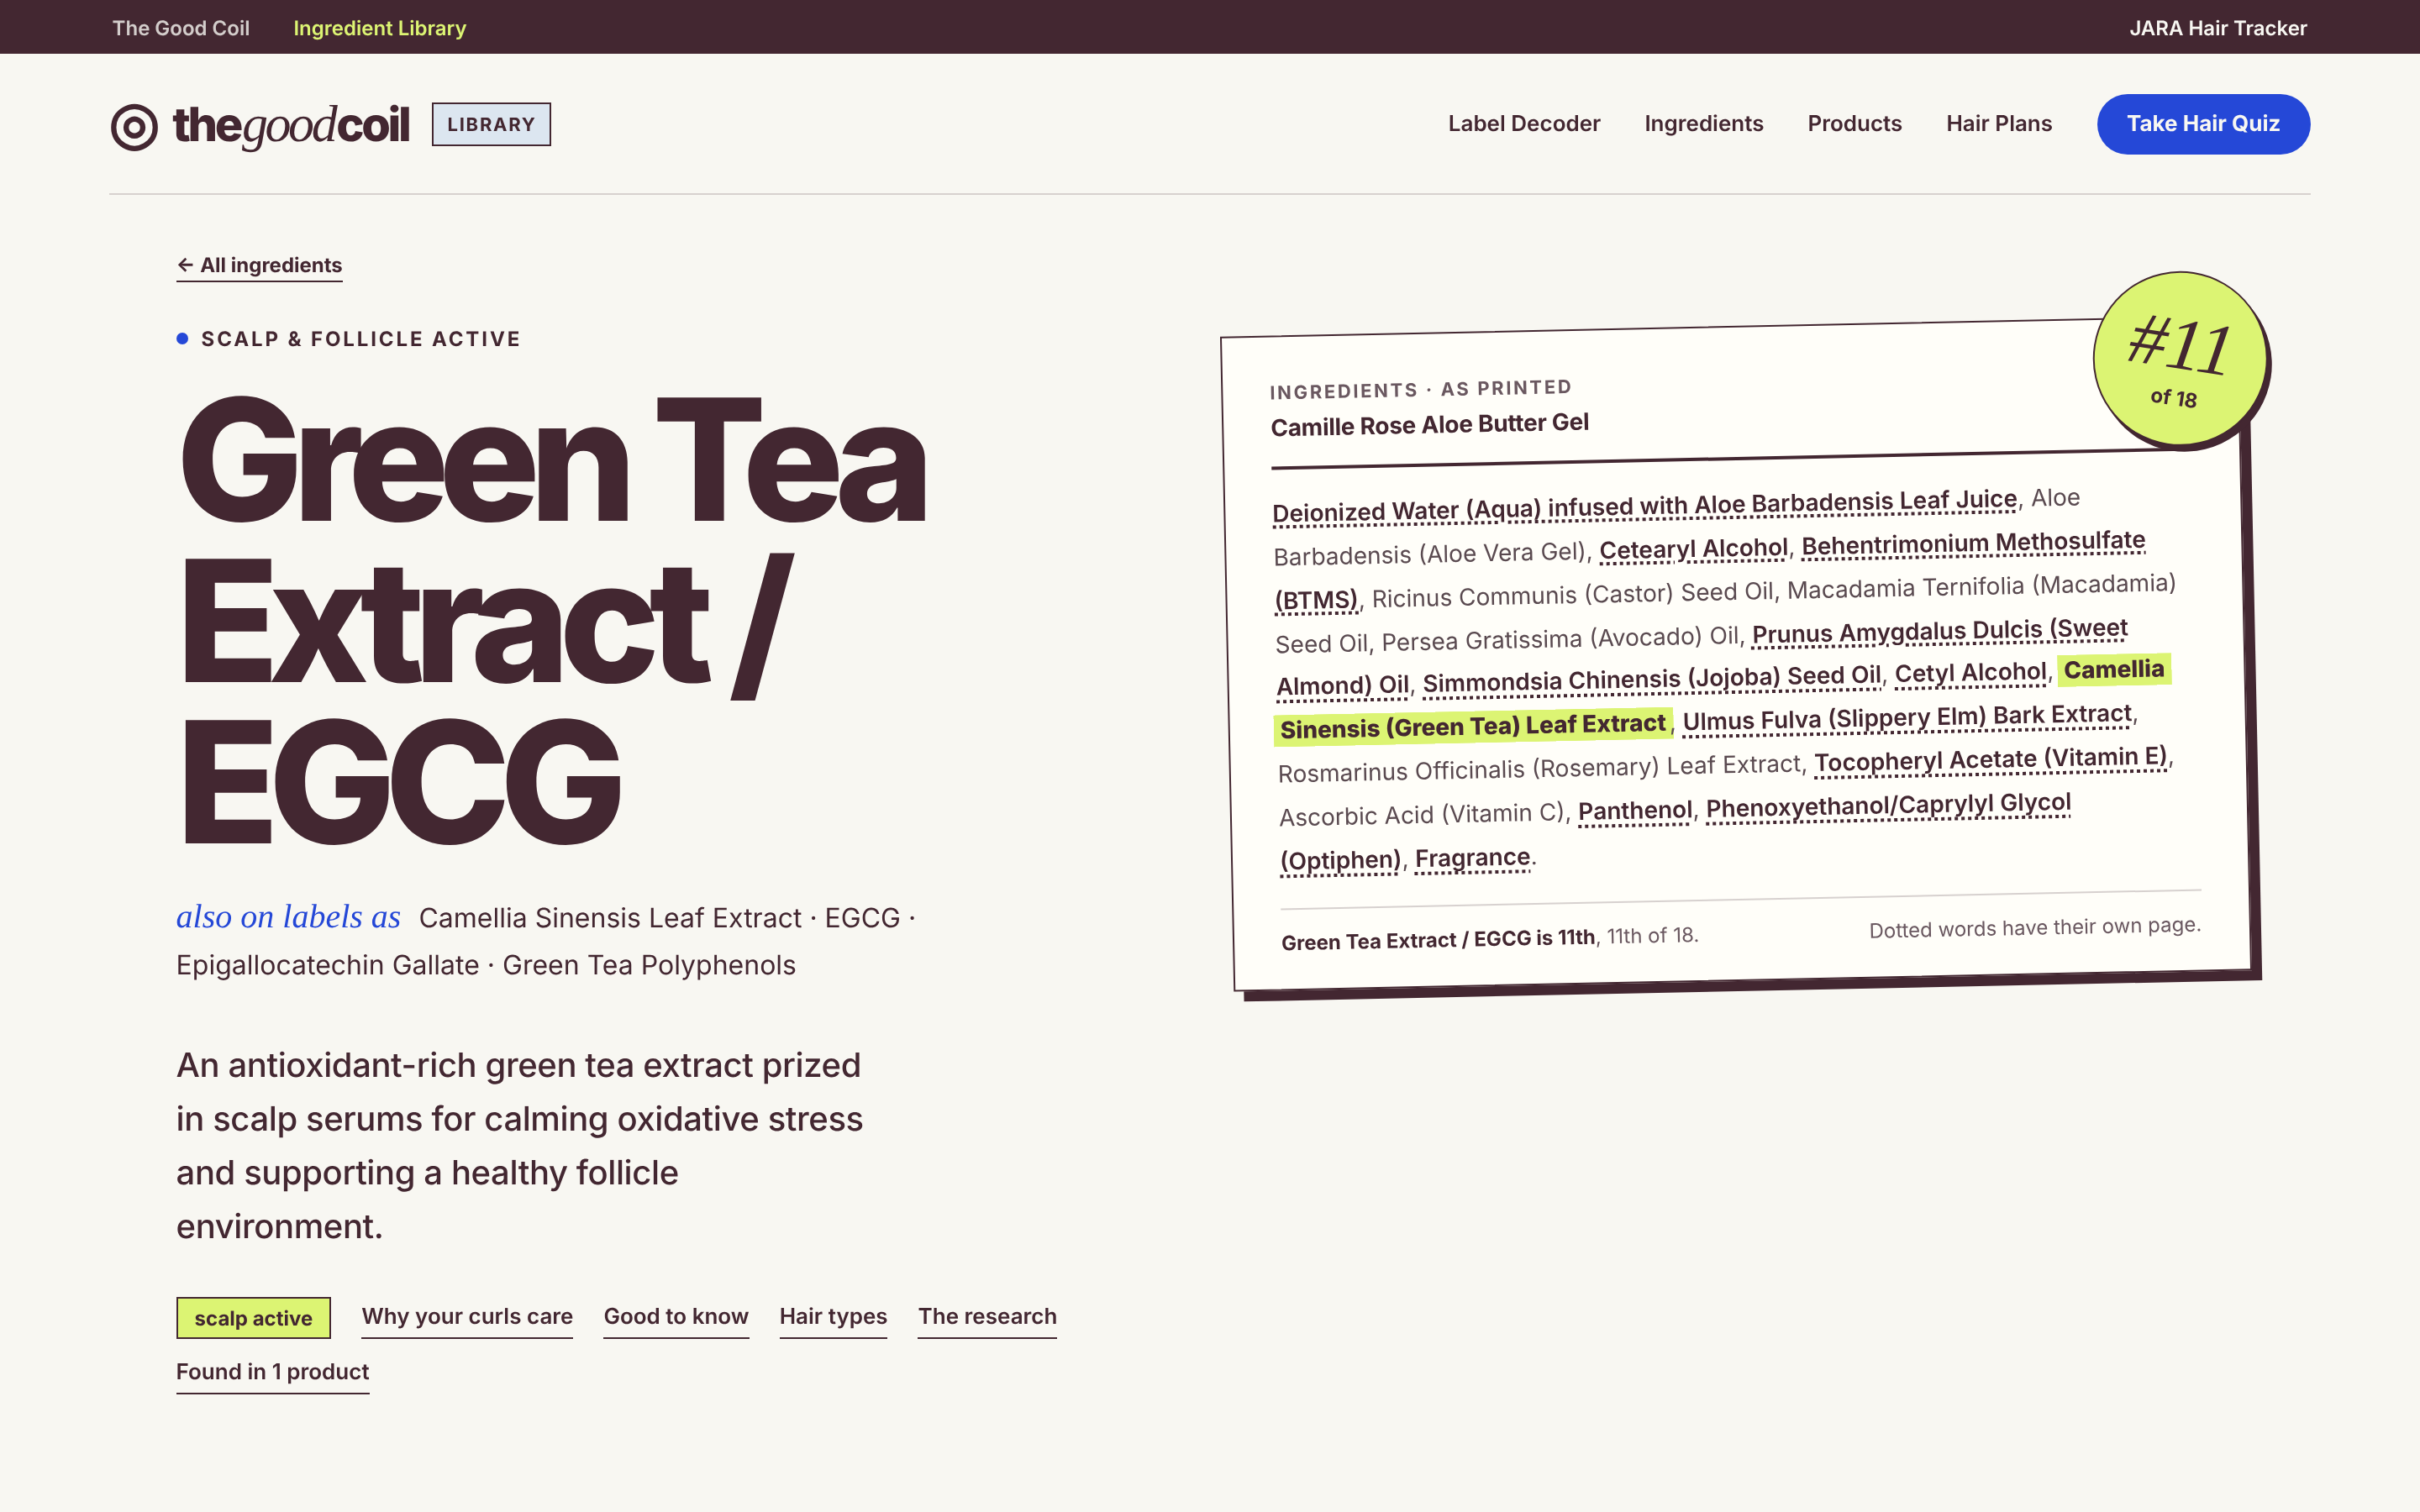 The Good Coil Ingredient Library JARA Hair Tracker
thegoodcoil LIBRARY Label Decoder Ingredients Products Hair Plans Take Hair Quiz
← All ingredients
SCALP & FOLLICLE ACTIVE
Green Tea
Extract /
EGCG
also on labels as Camellia Sinensis Leaf Extract · EGCG ·
Epigallocatechin Gallate · Green Tea Polyphenols
An antioxidant-rich green tea extract prized
in scalp serums for calming oxidative stress
and supporting a healthy follicle
environment.
scalp active Why your curls care Good to know Hair types The research
Found in 1 product
#11
of 18
INGREDIENTS · AS PRINTED
Camille Rose Aloe Butter Gel
Deionized Water (Aqua) infused with Aloe Barbadensis Leaf Juice, Aloe
Barbadensis (Aloe Vera Gel), Cetearyl Alcohol, Behentrimonium Methosulfate
(BTMS), Ricinus Communis (Castor) Seed Oil, Macadamia Ternifolia (Macadamia)
Seed Oil, Persea Gratissima (Avocado) Oil, Prunus Amygdalus Dulcis (Sweet
Almond) Oil, Simmondsia Chinensis (Jojoba) Seed Oil, Cetyl Alcohol, Camellia
Sinensis (Green Tea) Leaf Extract, Ulmus Fulva (Slippery Elm) Bark Extract,
Rosmarinus Officinalis (Rosemary) Leaf Extract, Tocopheryl Acetate (Vitamin E),
Ascorbic Acid (Vitamin C), Panthenol, Phenoxyethanol/Caprylyl Glycol
(Optiphen), Fragrance.
Green Tea Extract / EGCG is 11th, 11th of 18. Dotted words have their own page.